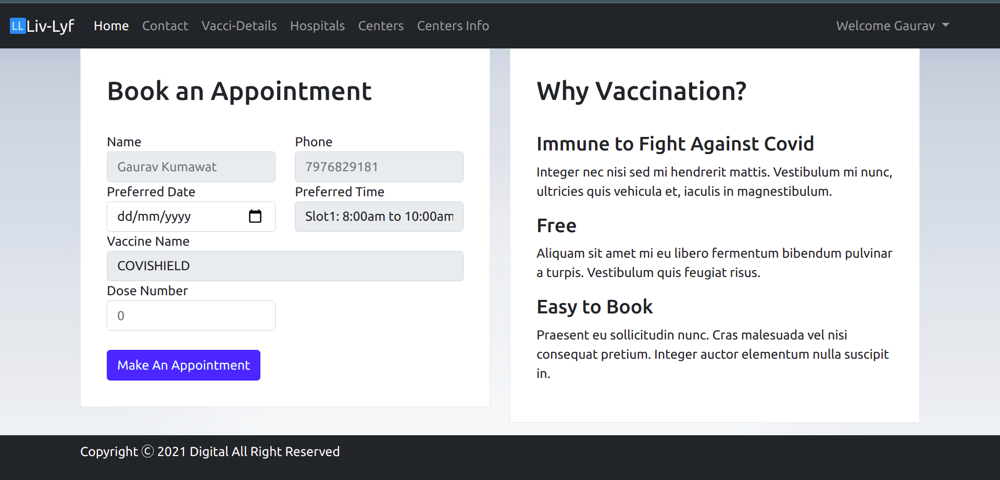 LL Liv-Lyf Home Contact Vacci-Details Hospitals Centers Centers Info Welcome Gaurav
Book an Appointment
Name Phone
Gaurav Kumawat 7976829181
Preferred Date Preferred Time
dd/mm/yyyy Slot1: 8:00am to 10:00am
Vaccine Name
COVISHIELD
Dose Number
0
Make An Appointment
Why Vaccination?
Immune to Fight Against Covid
Integer nec nisi sed mi hendrerit mattis. Vestibulum mi nunc,
ultricies quis vehicula et, iaculis in magnestibulum.
Free
Aliquam sit amet mi eu libero fermentum bibendum pulvinar
a turpis. Vestibulum quis feugiat risus.
Easy to Book
Praesent eu sollicitudin nunc. Cras malesuada vel nisi
consequat pretium. Integer auctor elementum nulla suscipit
in.
Copyright Ⓒ 2021 Digital All Right Reserved